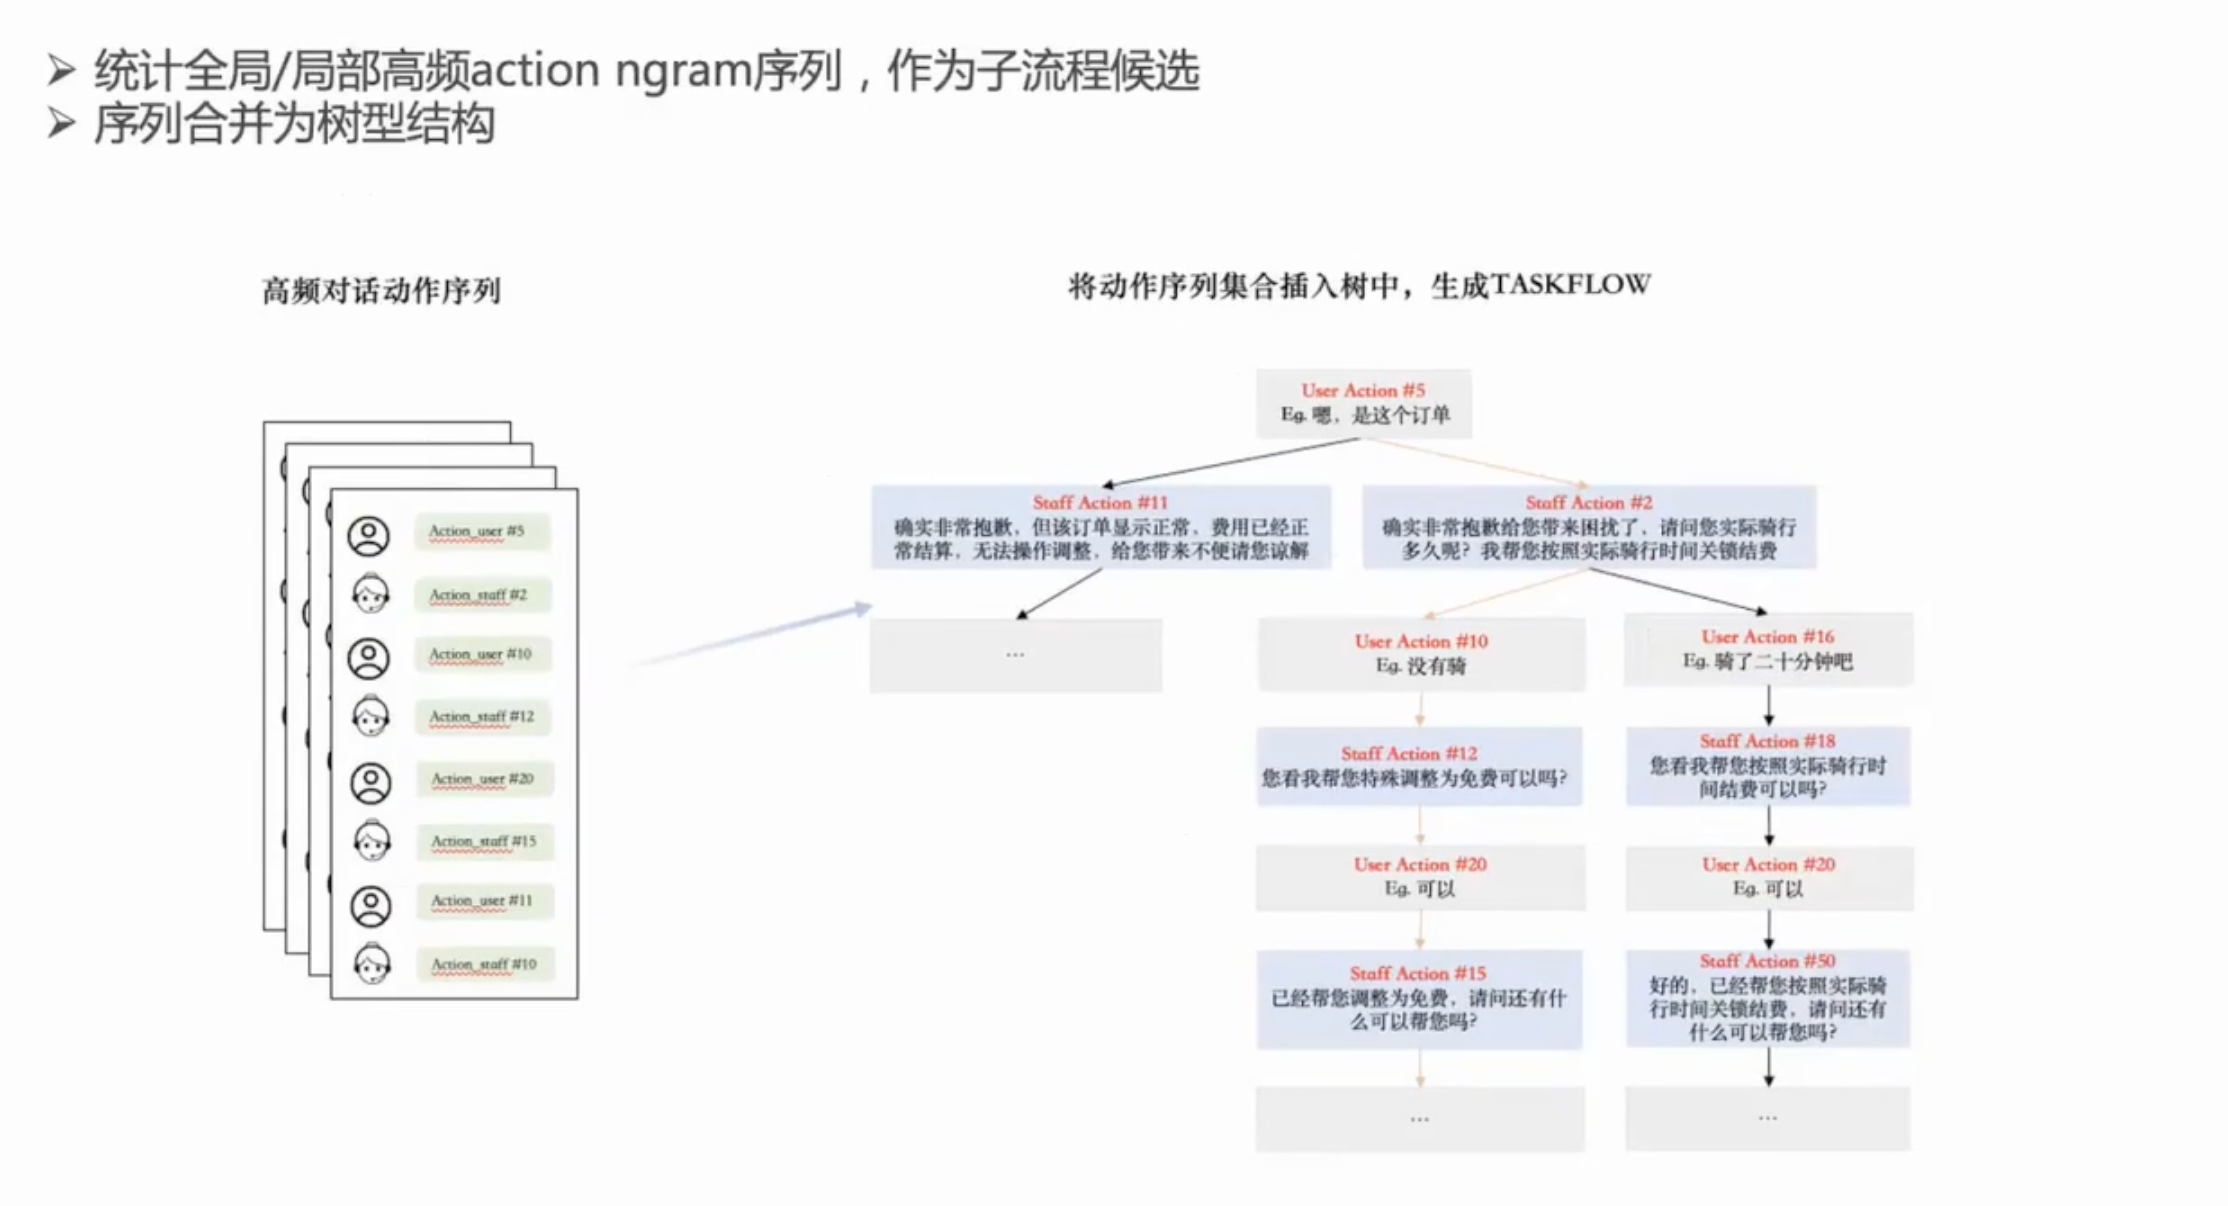 ➢ 统计全局/局部高频action ngram序列，作为子流程候选
➢ 序列合并为树型结构
高频对话动作序列
Action_user #5
Action_staff #2
Action_user #10
Action_staff #12
Action_user #20
Action_staff #15
Action_user #11
Action_staff #10
将动作序列集合插入树中，生成TASKFLOW
User Action #5
Eg. 嗯，是这个订单
Staff Action #11
确实非常抱歉，但该订单显示正常，费用已经正
常结算，无法操作调整，给您带来不便请您谅解
Staff Action #2
确实非常抱歉给您带来困扰了，请问您实际骑行
多久呢？我帮您按照实际骑行时间关锁结费
...
User Action #10
Eg. 没有骑
User Action #16
Eg. 骑了二十分钟吧
Staff Action #12
您看我帮您特殊调整为免费可以吗？
Staff Action #18
您看我帮您按照实际骑行时
间结费可以吗？
User Action #20
Eg. 可以
User Action #20
Eg. 可以
Staff Action #15
已经帮您调整为免费，请问还有什
么可以帮您吗？
Staff Action #50
好的，已经帮您按照实际骑
行时间关锁结费，请问还有
什么可以帮您吗？
...
...